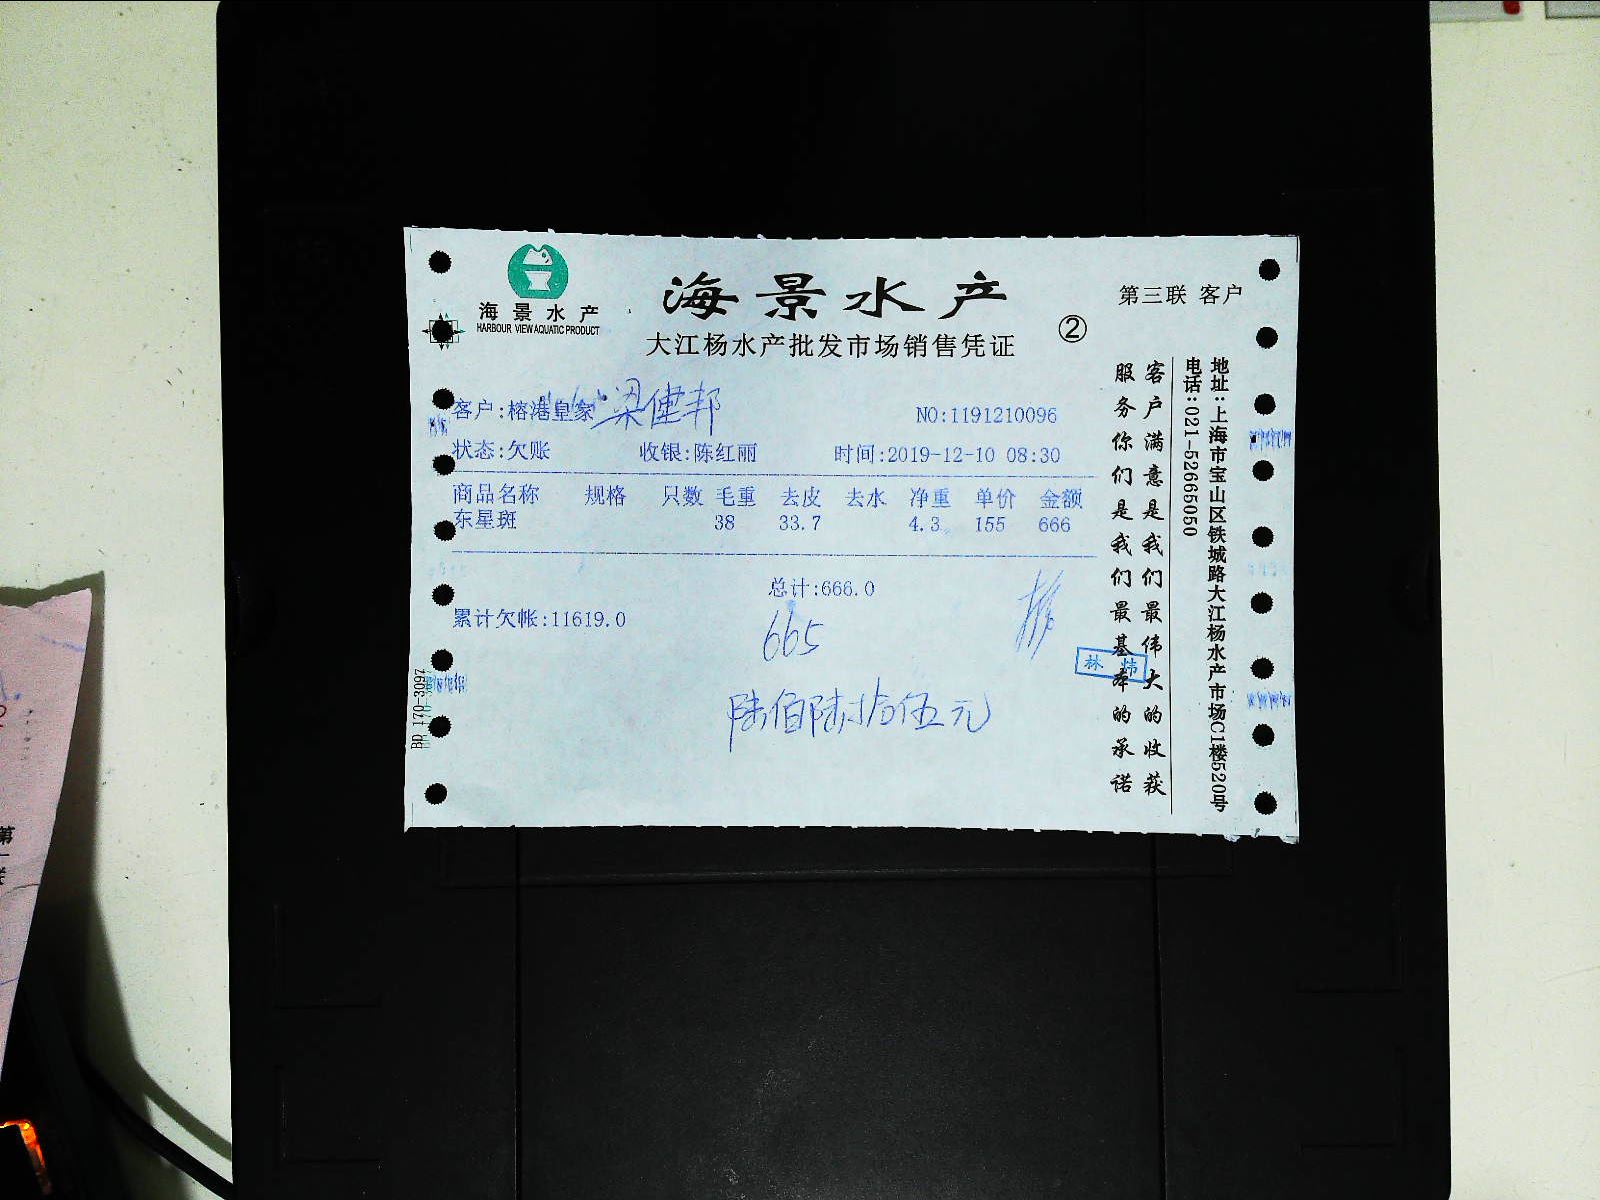 海景水产
HARBOUR VIEW AQUATIC PRODUCT
海景水产
大江杨水产批发市场销售凭证
②
第三联 客户
客户:榕港皇家 梁健邦
NO:1191210096
状态:欠账 收银:陈红丽 时间:2019-12-10 08:30
商品名称 规格 只数 毛重 去皮 去水 净重 单价 金额
东星斑 38 33.7 4.3 155 666
总计:666.0
累计欠帐:11619.0
665
陆佰陆拾伍元
林炜
客户满意是我们最伟大的收获
服务你们是我们最基本的承诺
地址:上海市宝山区铁城路大江杨水产市场C1楼520号
电话:021-52665050
BD 170-3097
第